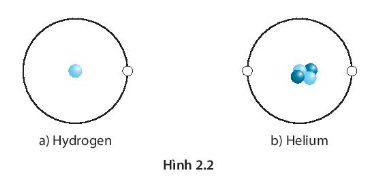 a) Hydrogen
b) Helium
Hình 2.2